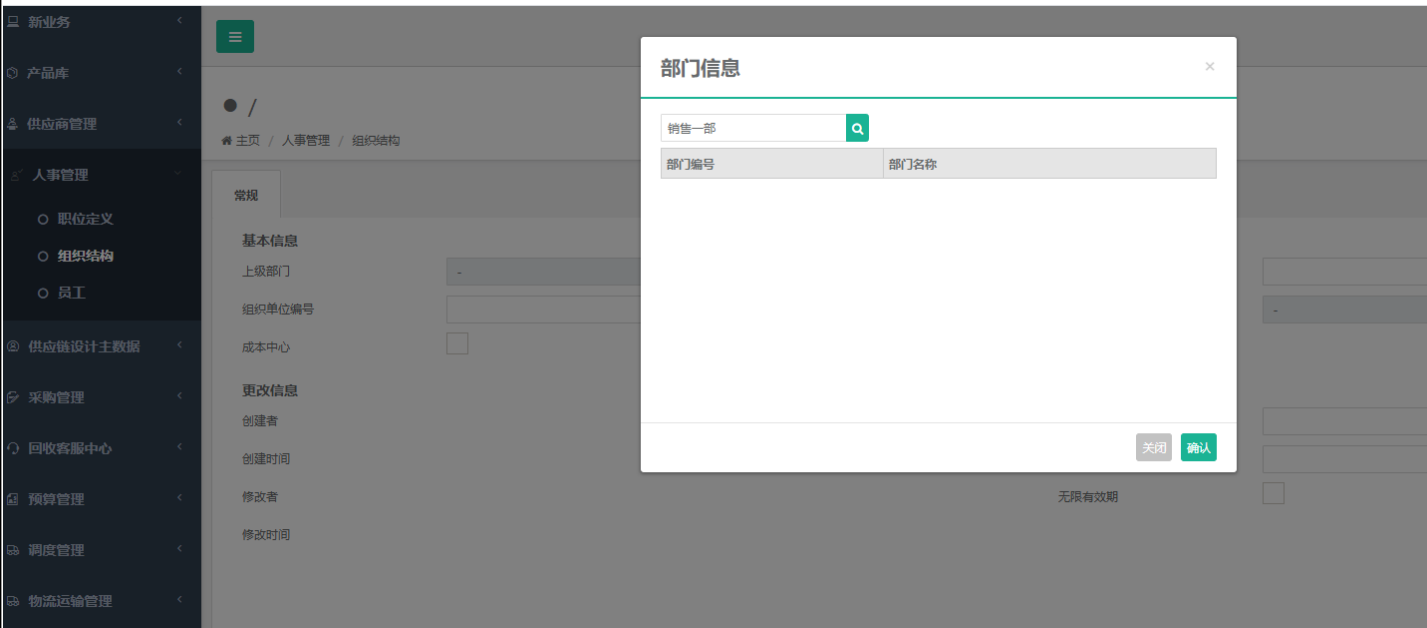 新业务
产品库
供应商管理
人事管理
职位定义
组织结构
员工
供应链设计主数据
采购管理
回收客服中心
预算管理
调度管理
物流运输管理
/
主页 / 人事管理 / 组织结构
常规
基本信息
上级部门 -
组织单位编号 -
成本中心
更改信息
创建者
创建时间
修改者 无限有效期
修改时间
部门信息 ×
销售一部
部门编号 部门名称
关闭 确认